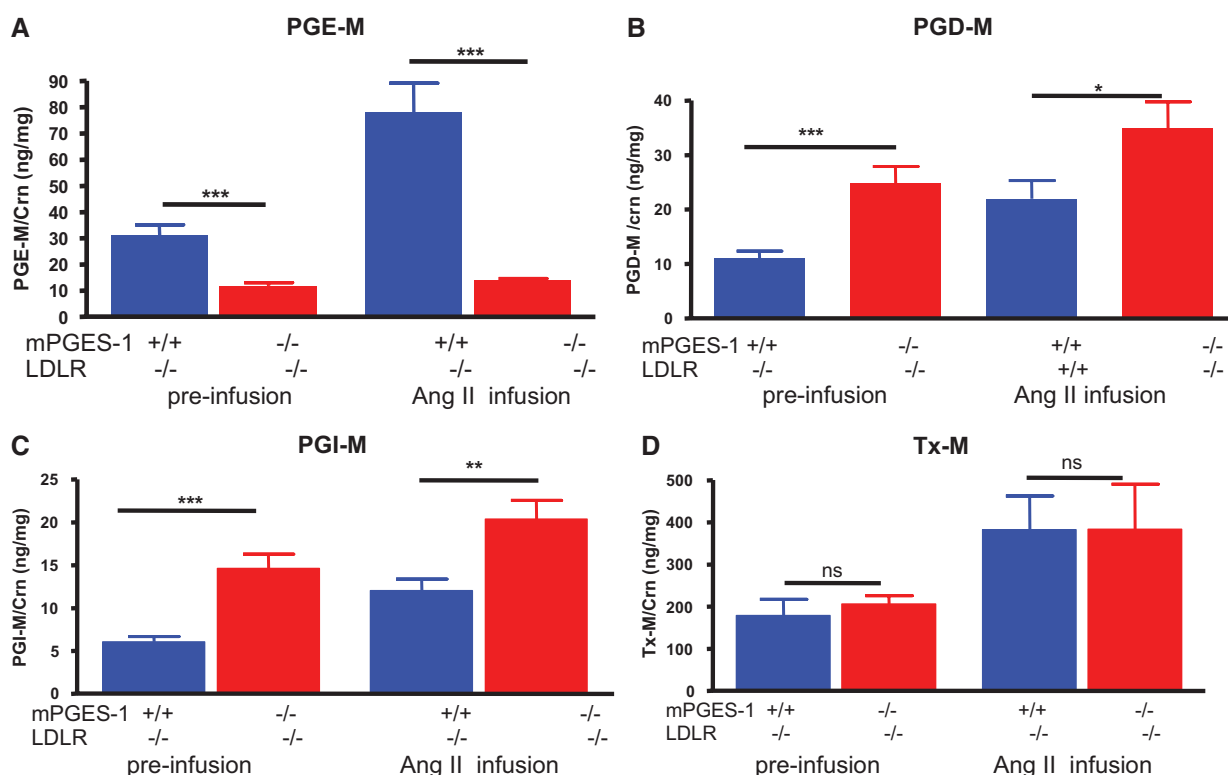 A
PGE-M
PGE-M/Crn (ng/mg)
90
80
70
60
50
40
30
20
10
0
***
***
mPGES-1 +/+ -/- +/+ -/-
LDLR -/- -/- -/- -/-
pre-infusion Ang II infusion
B
PGD-M
PGD-M /crn (ng/mg)
40
30
20
10
0
***
*
mPGES-1 +/+ -/- +/+ -/-
LDLR -/- -/- +/+ -/-
pre-infusion Ang II infusion
C
PGI-M
PGI-M/Crn (ng/mg)
25
20
15
10
5
0
***
**
mPGES-1 +/+ -/- +/+ -/-
LDLR -/- -/- -/- -/-
pre-infusion Ang II infusion
D
Tx-M
Tx-M/Crn (ng/mg)
500
400
300
200
100
0
ns
ns
mPGES-1 +/+ -/- +/+ -/-
LDLR -/- -/- -/- -/-
pre-infusion Ang II infusion